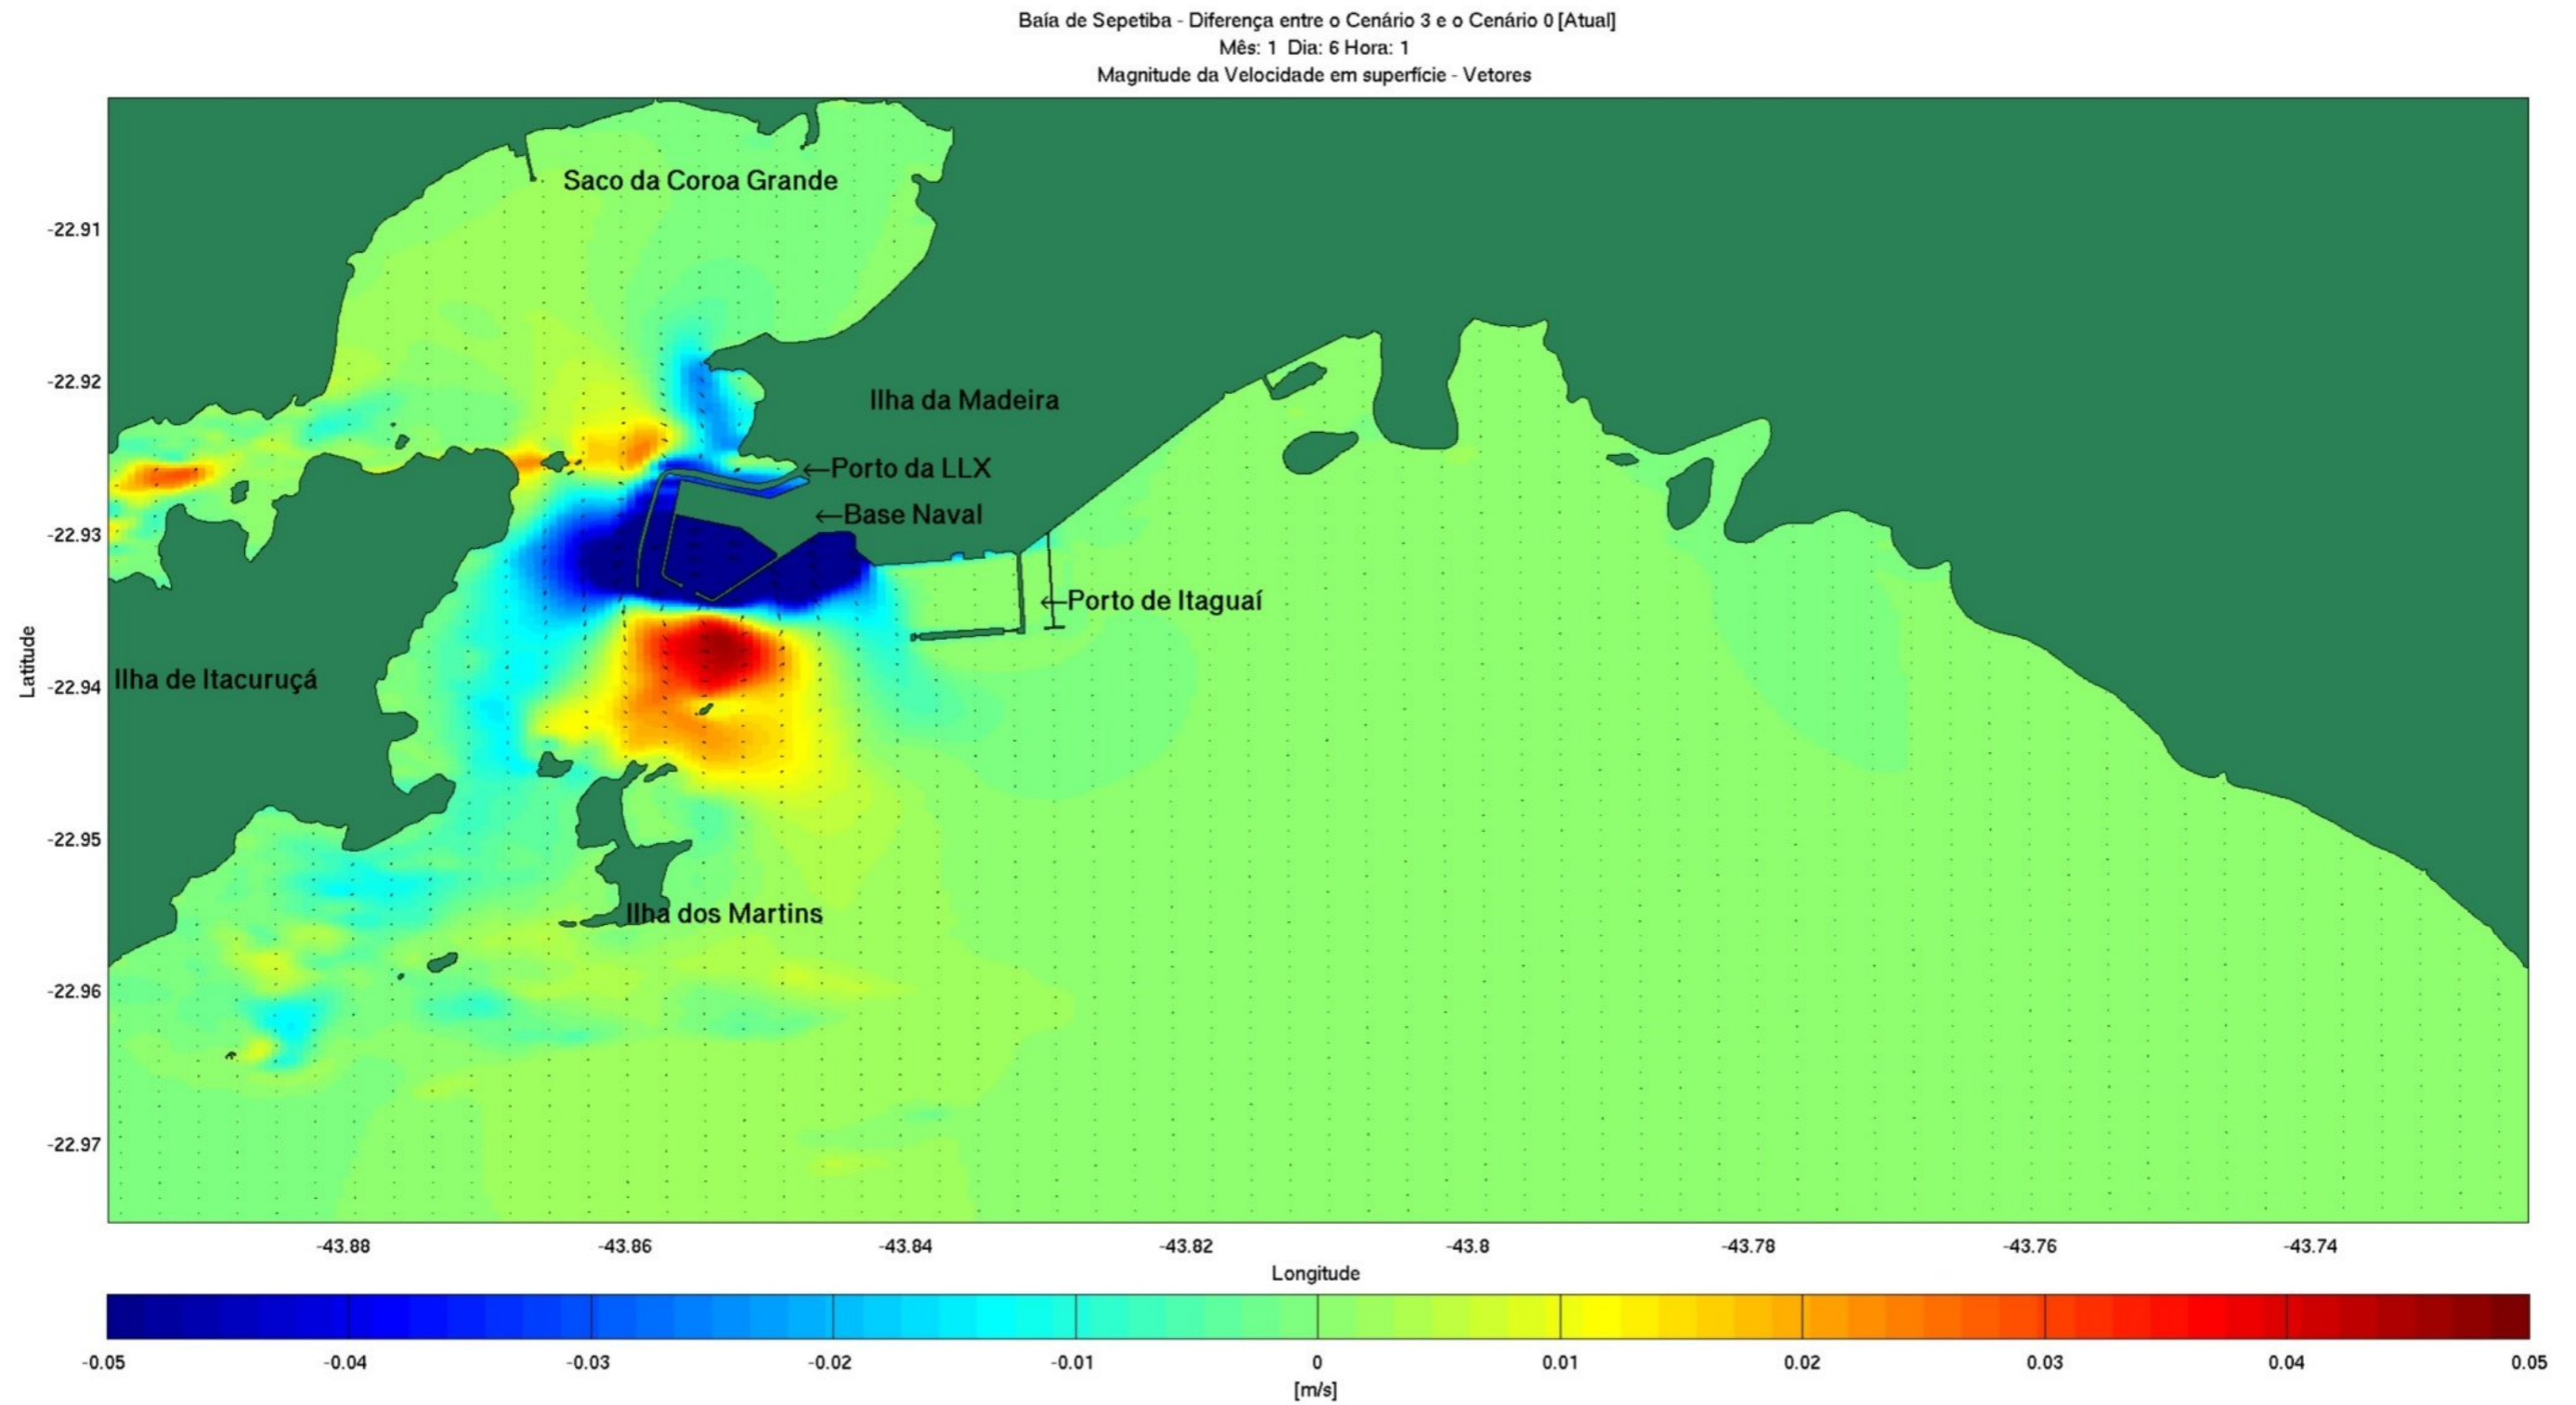 Baía de Sepetiba - Diferença entre o Cenário 3 e o Cenário 0 [Atual]
Mês: 1 Dia: 6 Hora: 1
Magnitude da Velocidade em superfície - Vetores
Saco da Coroa Grande
-22.91
-22.92
Ilha da Madeira
←Porto da LLX
←Base Naval
-22.93
←Porto de Itaguaí
Latitude
Ilha de Itacuruçá
-22.94
-22.95
Ilha dos Martins
-22.96
-22.97
-43.88 -43.86 -43.84 -43.82 -43.8 -43.78 -43.76 -43.74
Longitude
-0.05 -0.04 -0.03 -0.02 -0.01 0 0.01 0.02 0.03 0.04 0.05
[m/s]